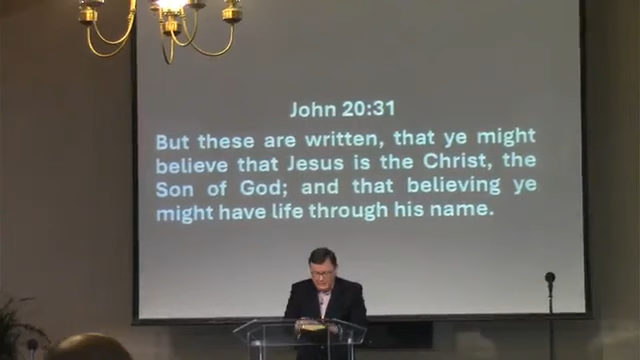 John 20:31
But these are written, that ye might
believe that Jesus is the Christ, the
Son of God; and that believing ye
might have life through his name.